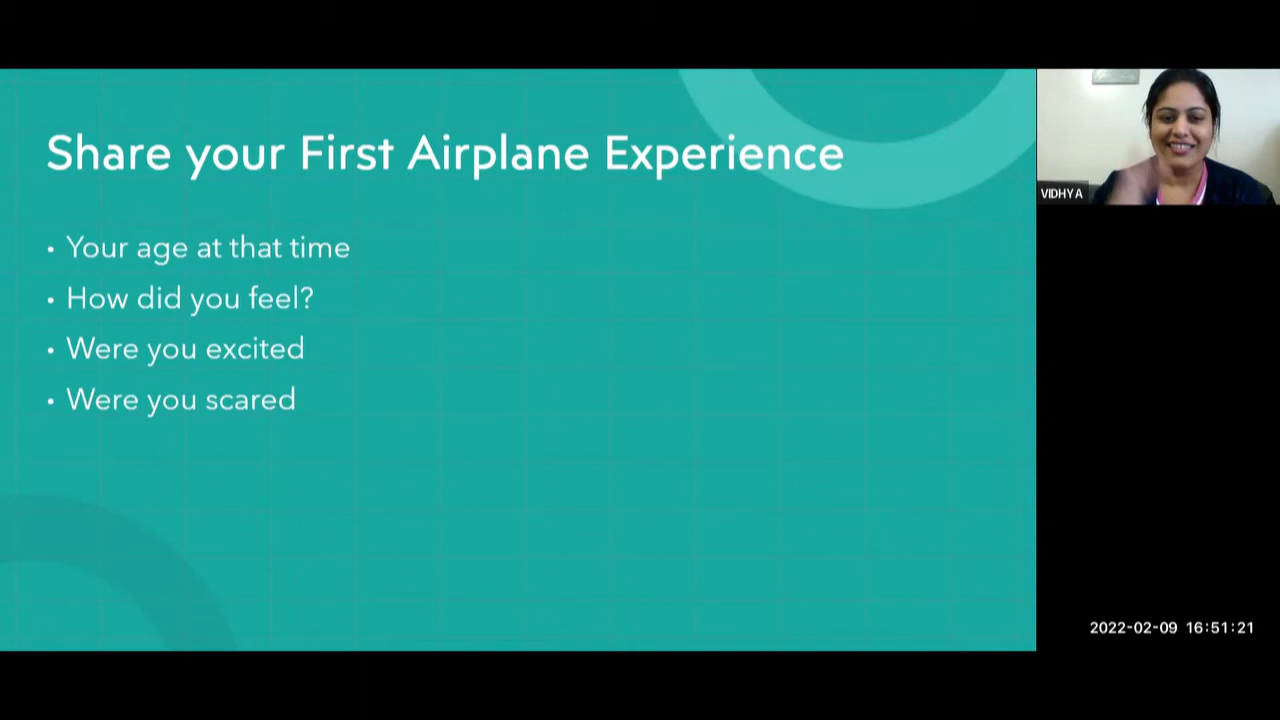 Share your First Airplane Experience
• Your age at that time
• How did you feel?
• Were you excited
• Were you scared
VIDHYA
2022-02-09 16:51:21